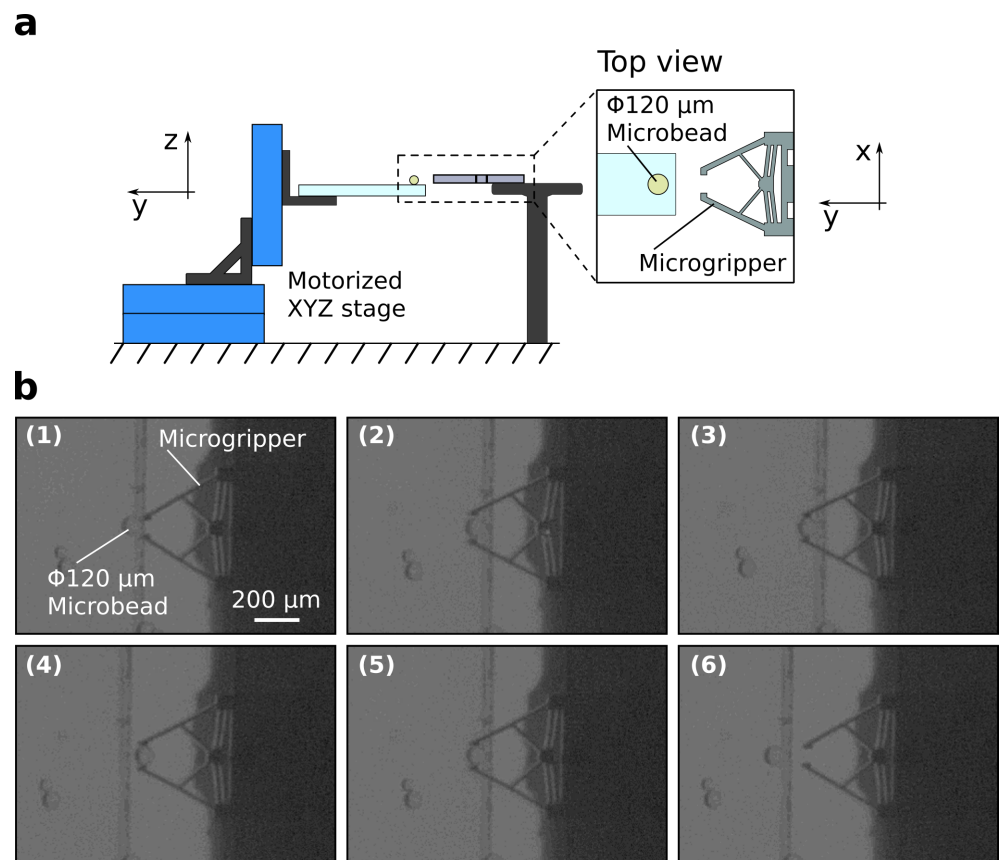 a
Top view
Φ120 μm
Microbead
z
y
x
y
Microgripper
Motorized
XYZ stage
b
(1)
Microgripper
Φ120 μm
Microbead
200 μm
(2)
(3)
(4)
(5)
(6)